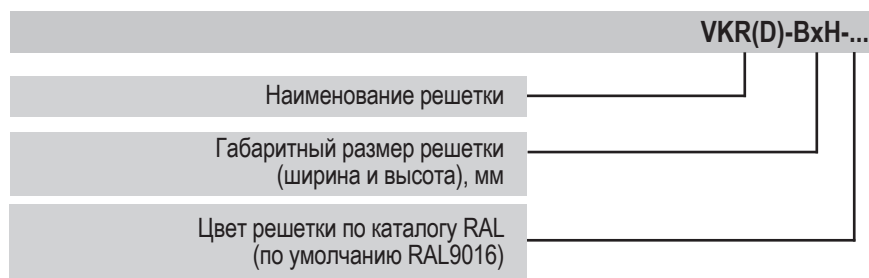 VKR(D)-BxH-...
Наименование решетки
Габаритный размер решетки
(ширина и высота), мм
Цвет решетки по каталогу RAL
(по умолчанию RAL9016)